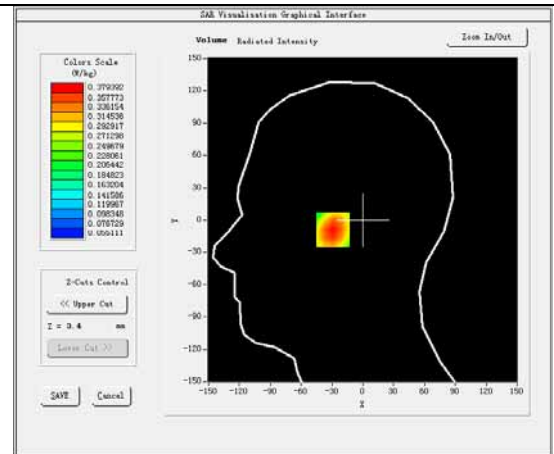 SAR Visualisation Graphical Interface
Volume Radiated Intensity
Zoom In/Out
Colors Scale
(W/kg)
0.379392
0.357773
0.336154
0.314536
0.292917
0.271298
0.249679
0.228061
0.206442
0.184823
0.163204
0.141586
0.119967
0.098348
0.076729
0.055111
150
120
90
60
30
0
-30
-60
-90
-120
-150
Y
-150 -120 -90 -60 -30 0 30 60 90 120 150
X
Z-Cuts Control
<< Upper Cut
Z = 3.4 mm
Lower Cut >>
SAVE Cancel